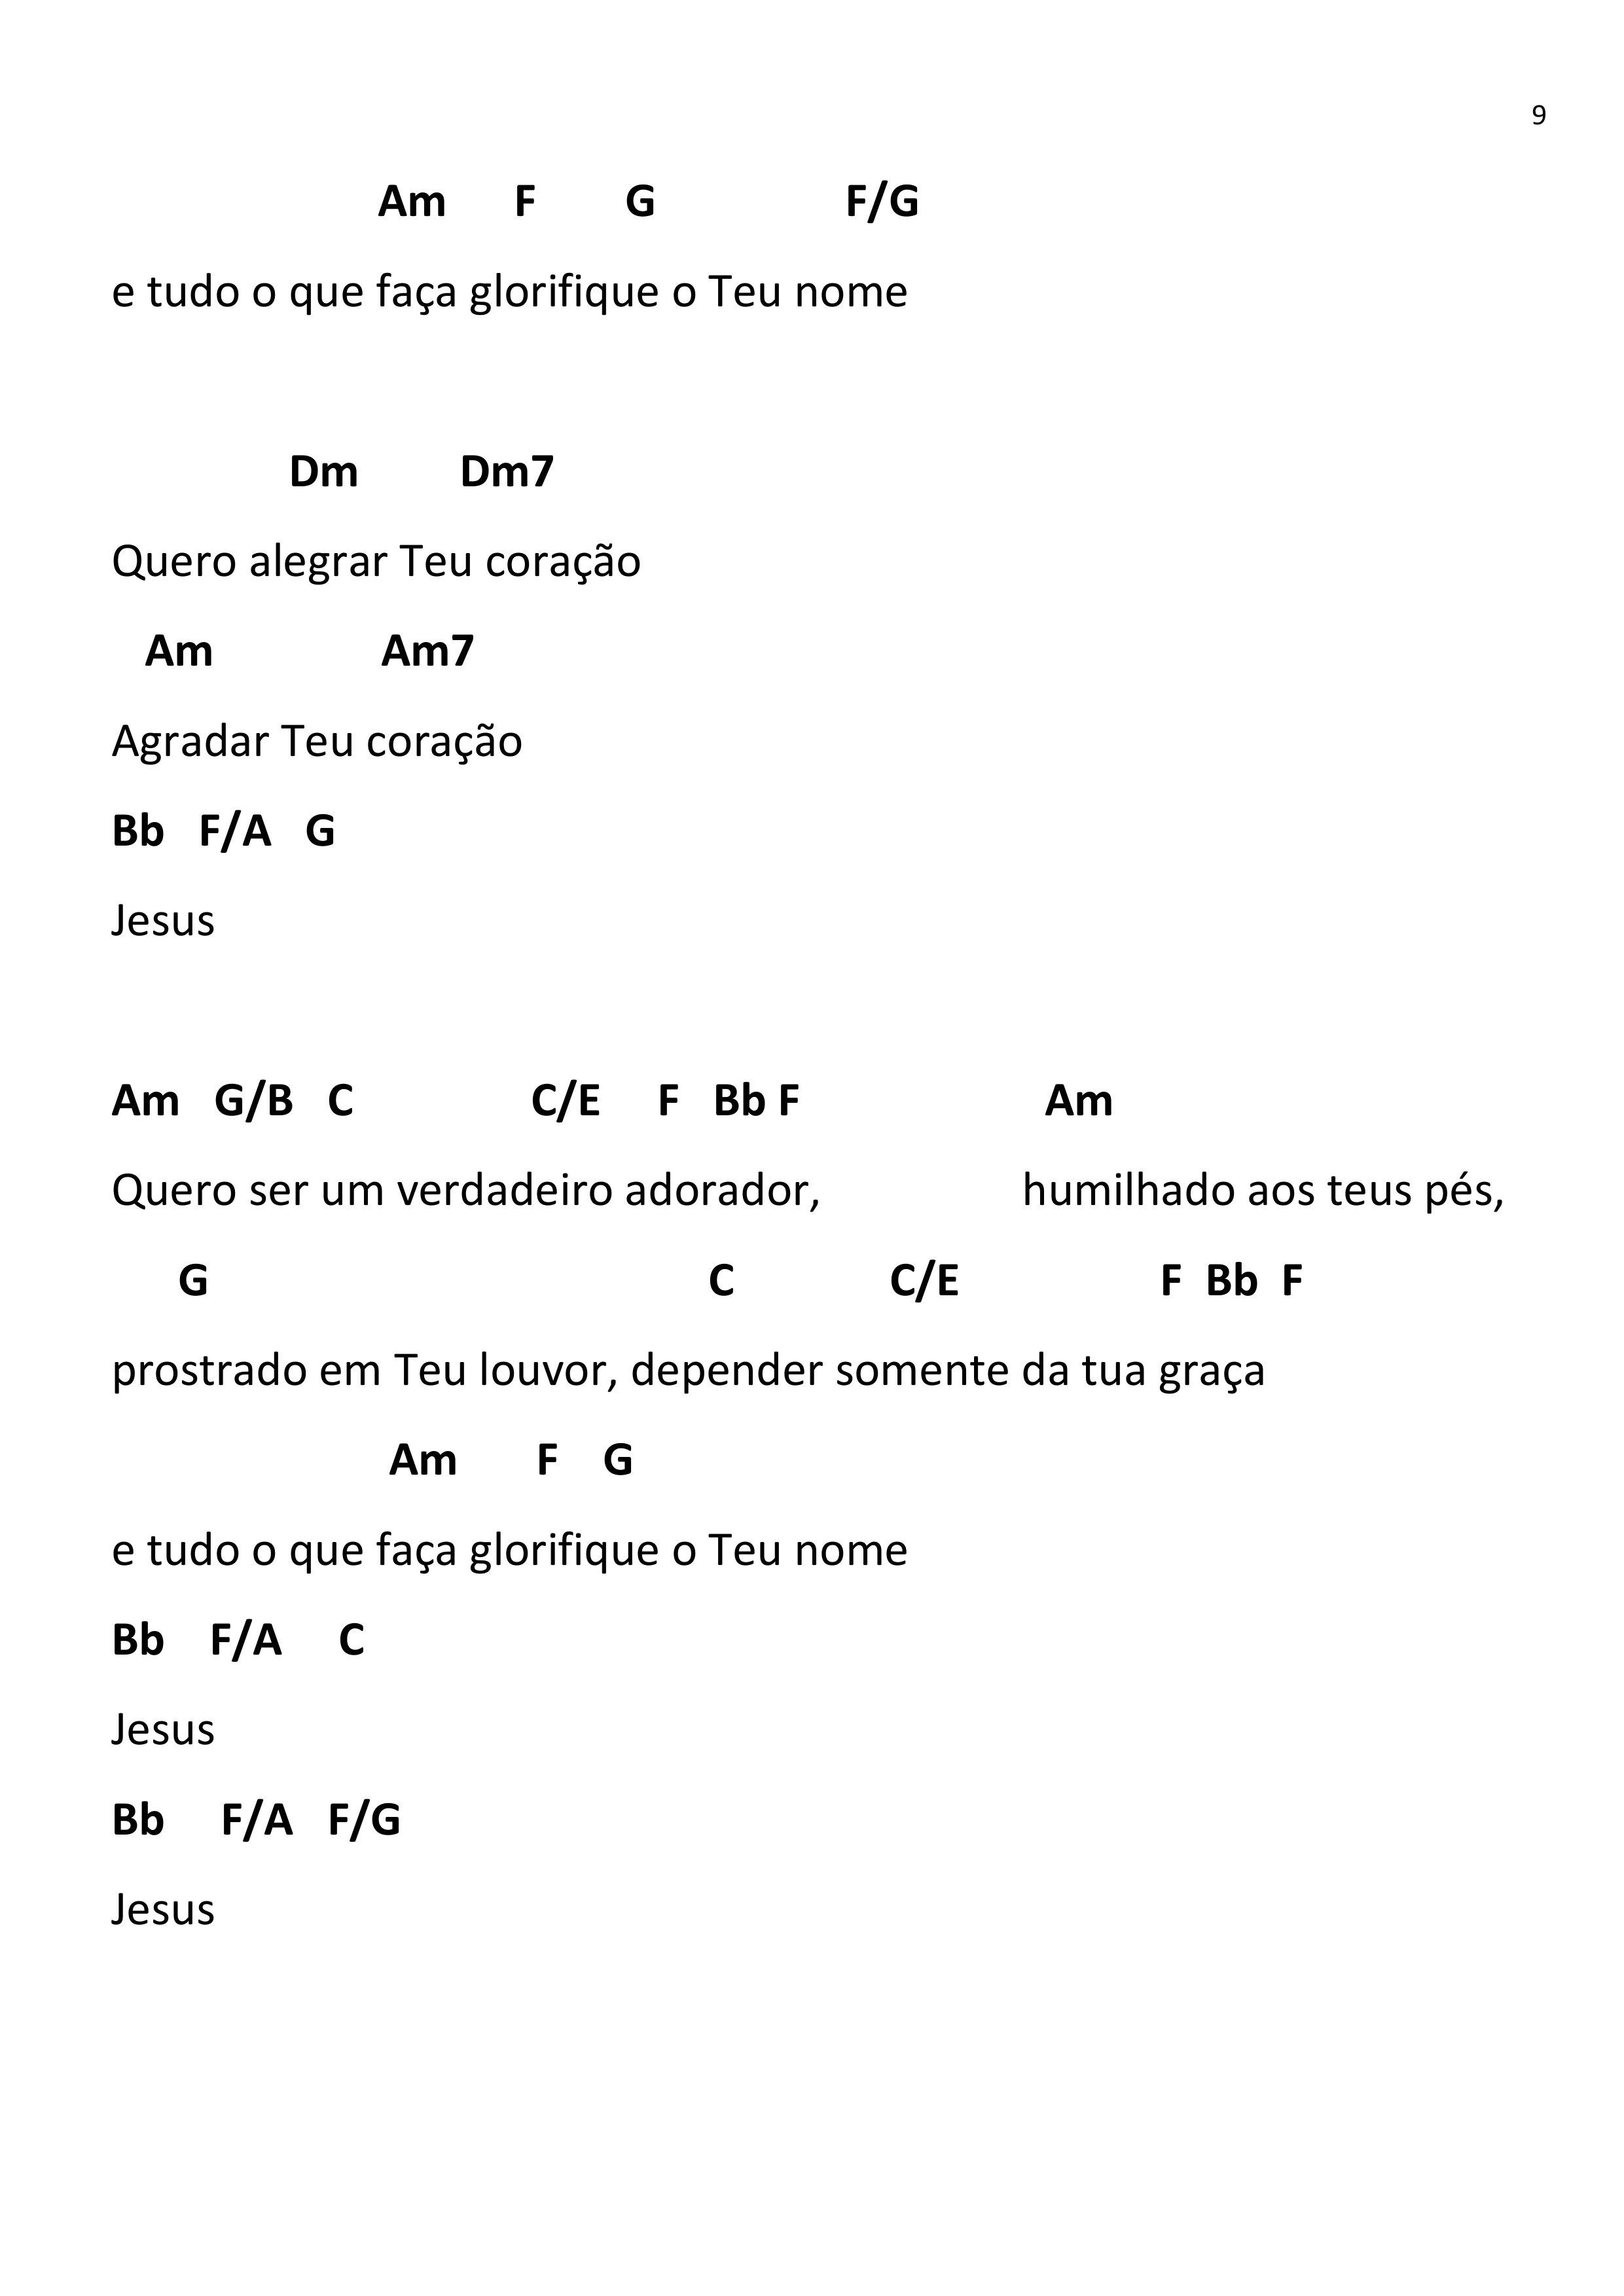 9
Am F G F/G
e tudo o que faça glorifique o Teu nome
Dm Dm7
Quero alegrar Teu coração
Am Am7
Agradar Teu coração
Bb F/A G
Jesus
Am G/B C C/E F Bb F Am
Quero ser um verdadeiro adorador, humilhado aos teus pés,
G C C/E F Bb F
prostrado em Teu louvor, depender somente da tua graça
Am F G
e tudo o que faça glorifique o Teu nome
Bb F/A C
Jesus
Bb F/A F/G
Jesus